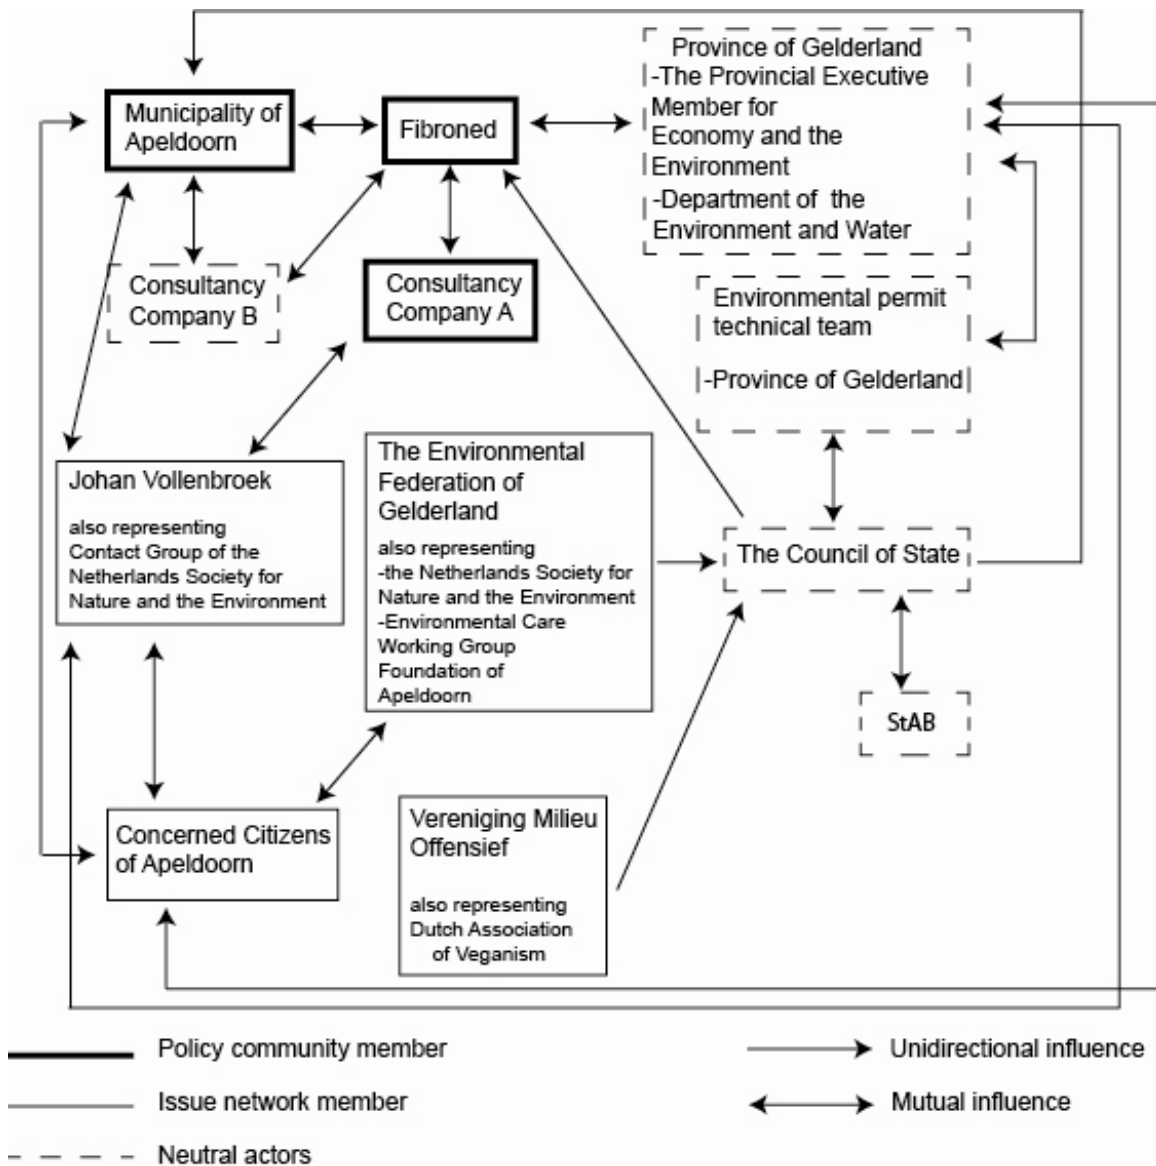 Province of Gelderland
-The Provincial Executive
Member for
Economy and the
Environment
-Department of the
Environment and Water
Municipality of
Apeldoorn
Fibroned
Consultancy
Company B
Consultancy
Company A
Environmental permit
technical team
-Province of Gelderland
Johan Vollenbroek
also representing
Contact Group of the
Netherlands Society for
Nature and the Environment
The Environmental
Federation of
Gelderland
also representing
-the Netherlands Society for
Nature and the Environment
-Environmental Care
Working Group
Foundation of
Apeldoorn
The Council of State
StAB
Concerned Citizens
of Apeldoorn
Vereniging Milieu
Offensief
also representing
Dutch Association
of Veganism
Policy community member
Issue network member
Neutral actors
Unidirectional influence
Mutual influence